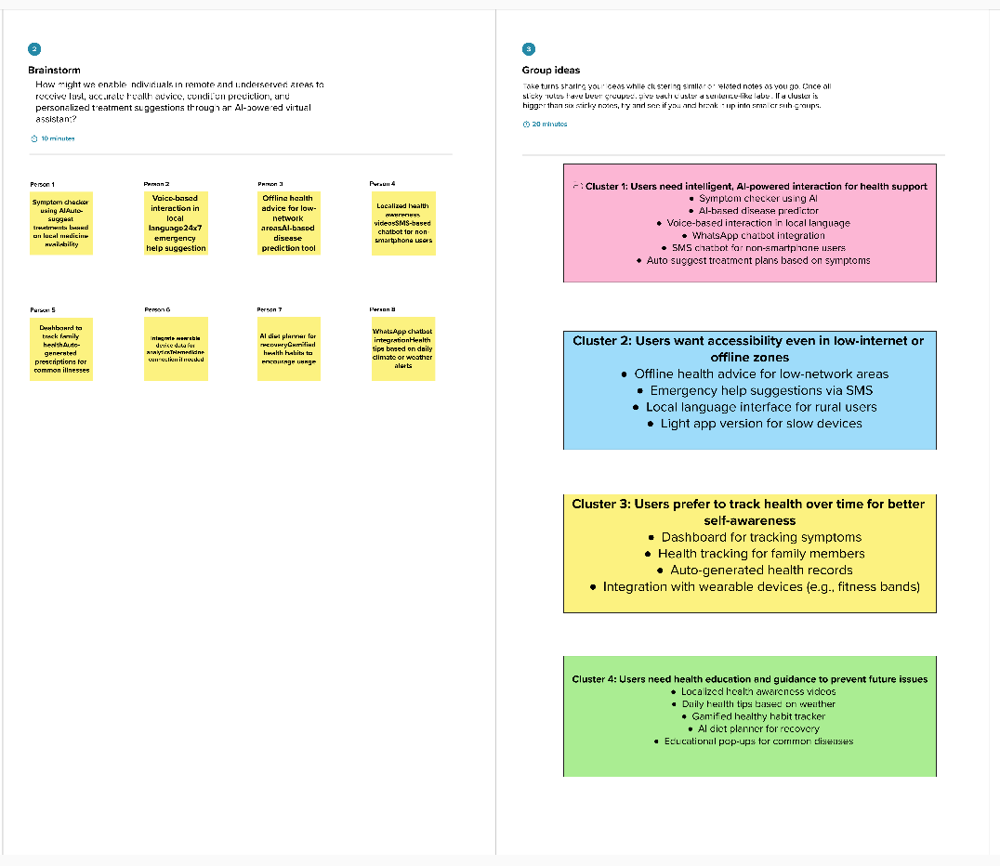 2
Brainstorm
How might we enable individuals in remote and underserved areas to
receive fast, accurate health advice, condition prediction, and
personalized treatment suggestions through an AI-powered virtual
assistant?
10 minutes
Person 1
Symptom checker
using AIAuto-
suggest
treatments based
on local medicine
availability
Person 2
Voice-based
interaction in
local
language24x7
emergency
help suggestion
Person 3
Offline health
advice for low-
network
areasAI-based
disease
prediction tool
Person 4
Localized health
awareness
videosSMS-based
chatbot for non-
smartphone users
Person 5
Dashboard to
track family
healthAuto-
generated
prescriptions for
common illnesses
Person 6
Integrate wearable
device data for
analyticsTelemedicine
connection if needed
Person 7
AI diet planner for
recoveryGamified
health habits to
encourage usage
Person 8
WhatsApp chatbot
integrationHealth
tips based on daily
climate or weather
alerts
3
Group ideas
Take turns sharing your ideas while clustering similar or related notes as you go. Once all
sticky notes have been grouped, give each cluster a sentence-like label. If a cluster is
bigger than six sticky notes, try and see if you and break it up into smaller sub-groups.
20 minutes
Cluster 1: Users need intelligent, AI-powered interaction for health support
● Symptom checker using AI
● AI-based disease predictor
● Voice-based interaction in local language
● WhatsApp chatbot integration
● SMS chatbot for non-smartphone users
● Auto-suggest treatment plans based on symptoms
Cluster 2: Users want accessibility even in low-internet or
offline zones
● Offline health advice for low-network areas
● Emergency help suggestions via SMS
● Local language interface for rural users
● Light app version for slow devices
Cluster 3: Users prefer to track health over time for better
self-awareness
● Dashboard for tracking symptoms
● Health tracking for family members
● Auto-generated health records
● Integration with wearable devices (e.g., fitness bands)
Cluster 4: Users need health education and guidance to prevent future issues
● Localized health awareness videos
● Daily health tips based on weather
● Gamified healthy habit tracker
● AI diet planner for recovery
● Educational pop-ups for common diseases